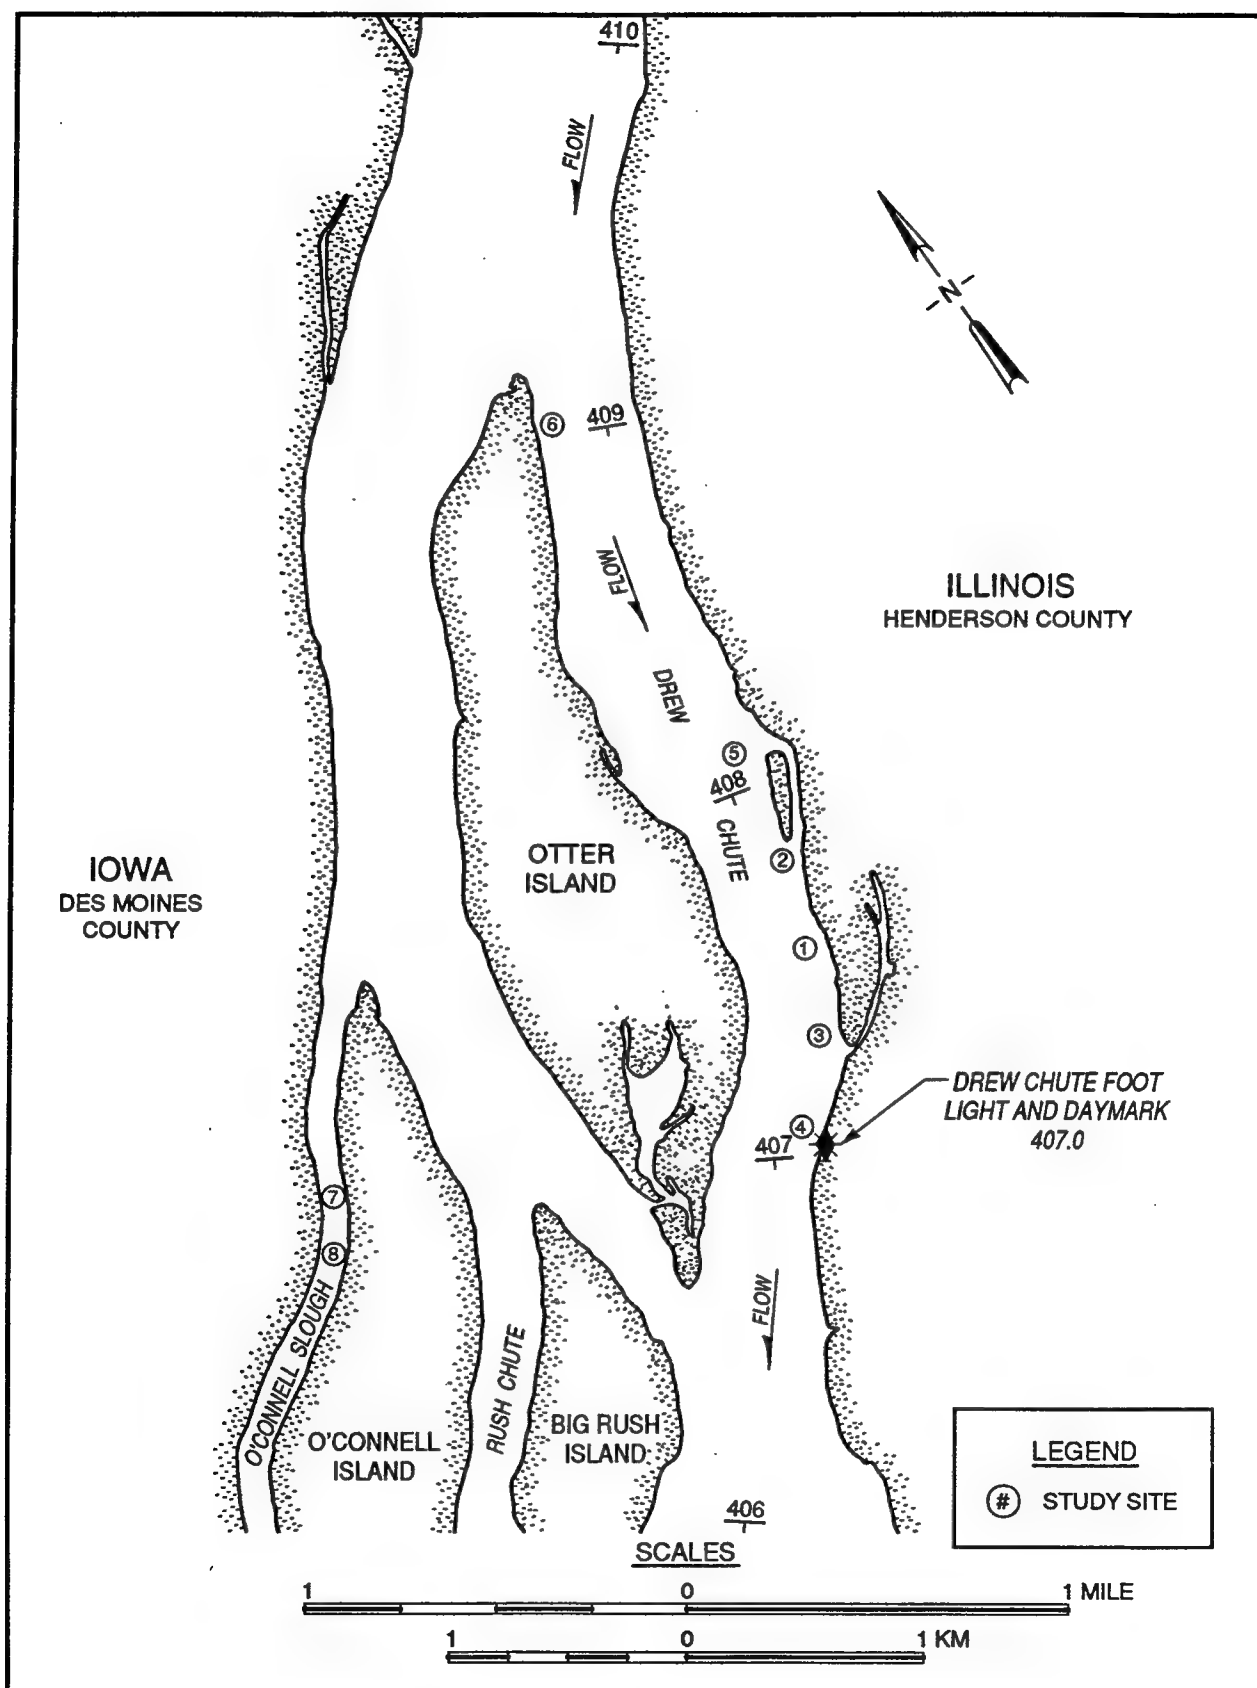 410
FLOW
N
⑥
409
FLOW
ILLINOIS
HENDERSON COUNTY
DREW
⑤
408
CHUTE
②
OTTER
ISLAND
IOWA
DES MOINES
COUNTY
①
③
DREW CHUTE FOOT
LIGHT AND DAYMARK
407.0
④
407
⑦
⑧
FLOW
O'CONNELL SLOUGH
RUSH CHUTE
O'CONNELL
ISLAND
BIG RUSH
ISLAND
LEGEND
# STUDY SITE
406
SCALES
1 0 1 MILE
1 0 1 KM